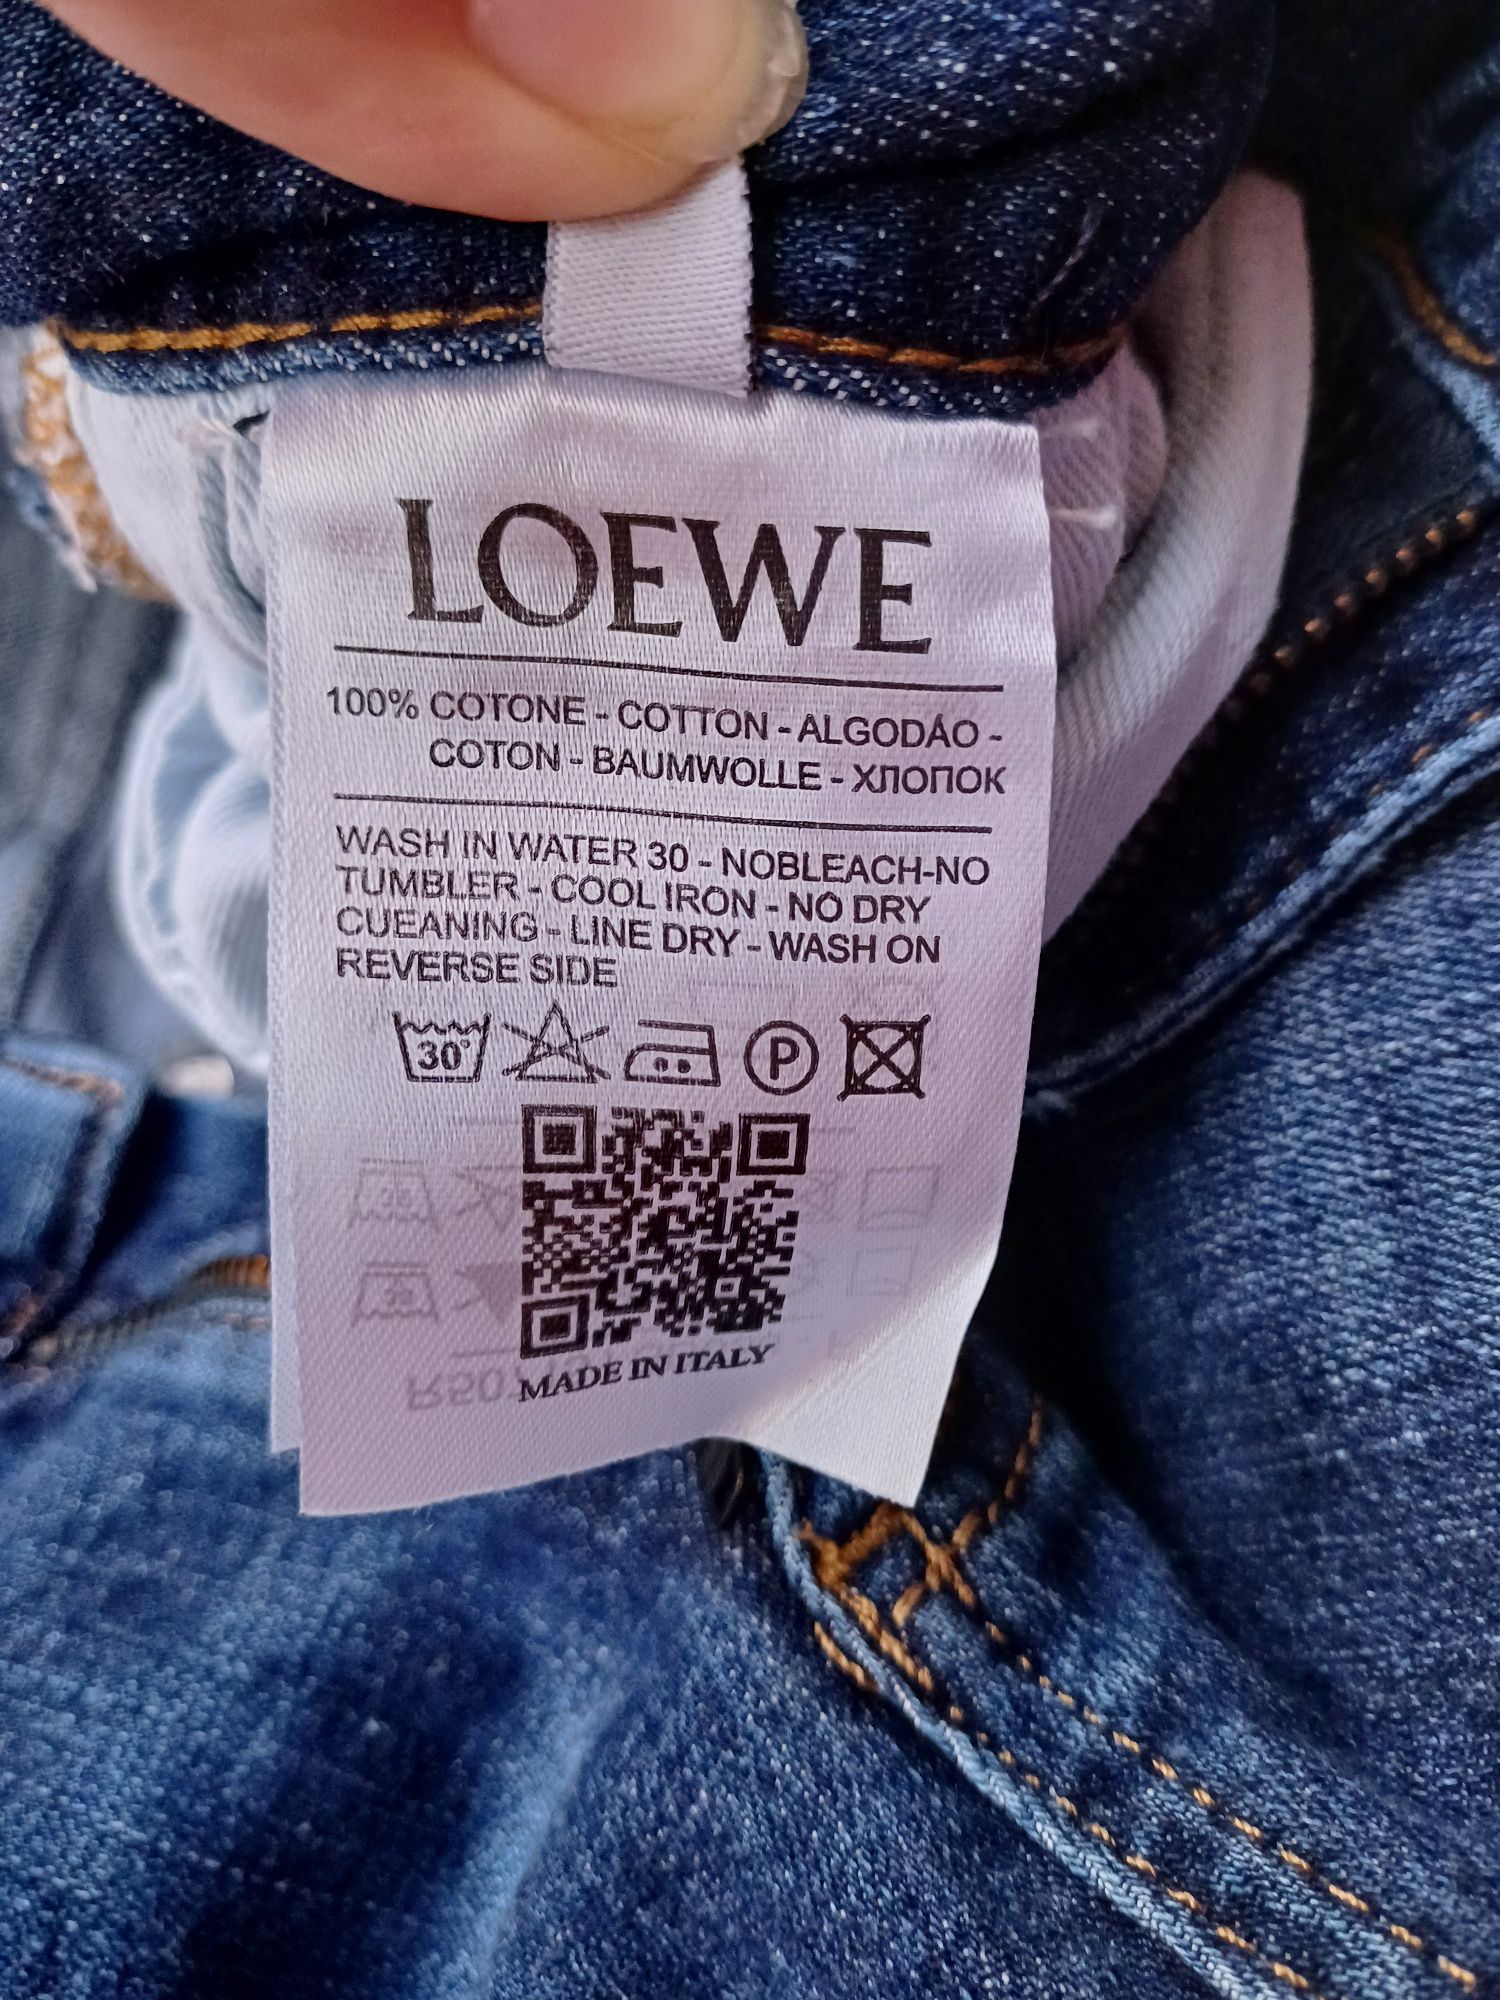 LOEWE
100% COTONE - COTTON - ALGODÁO -
COTON - BAUMWOLLE - ХЛОПОК
WASH IN WATER 30 - NOBLEACH-NO
TUMBLER - COOL IRON - NO DRY
CUEANING - LINE DRY - WASH ON
REVERSE SIDE
30°
P
MADE IN ITALY